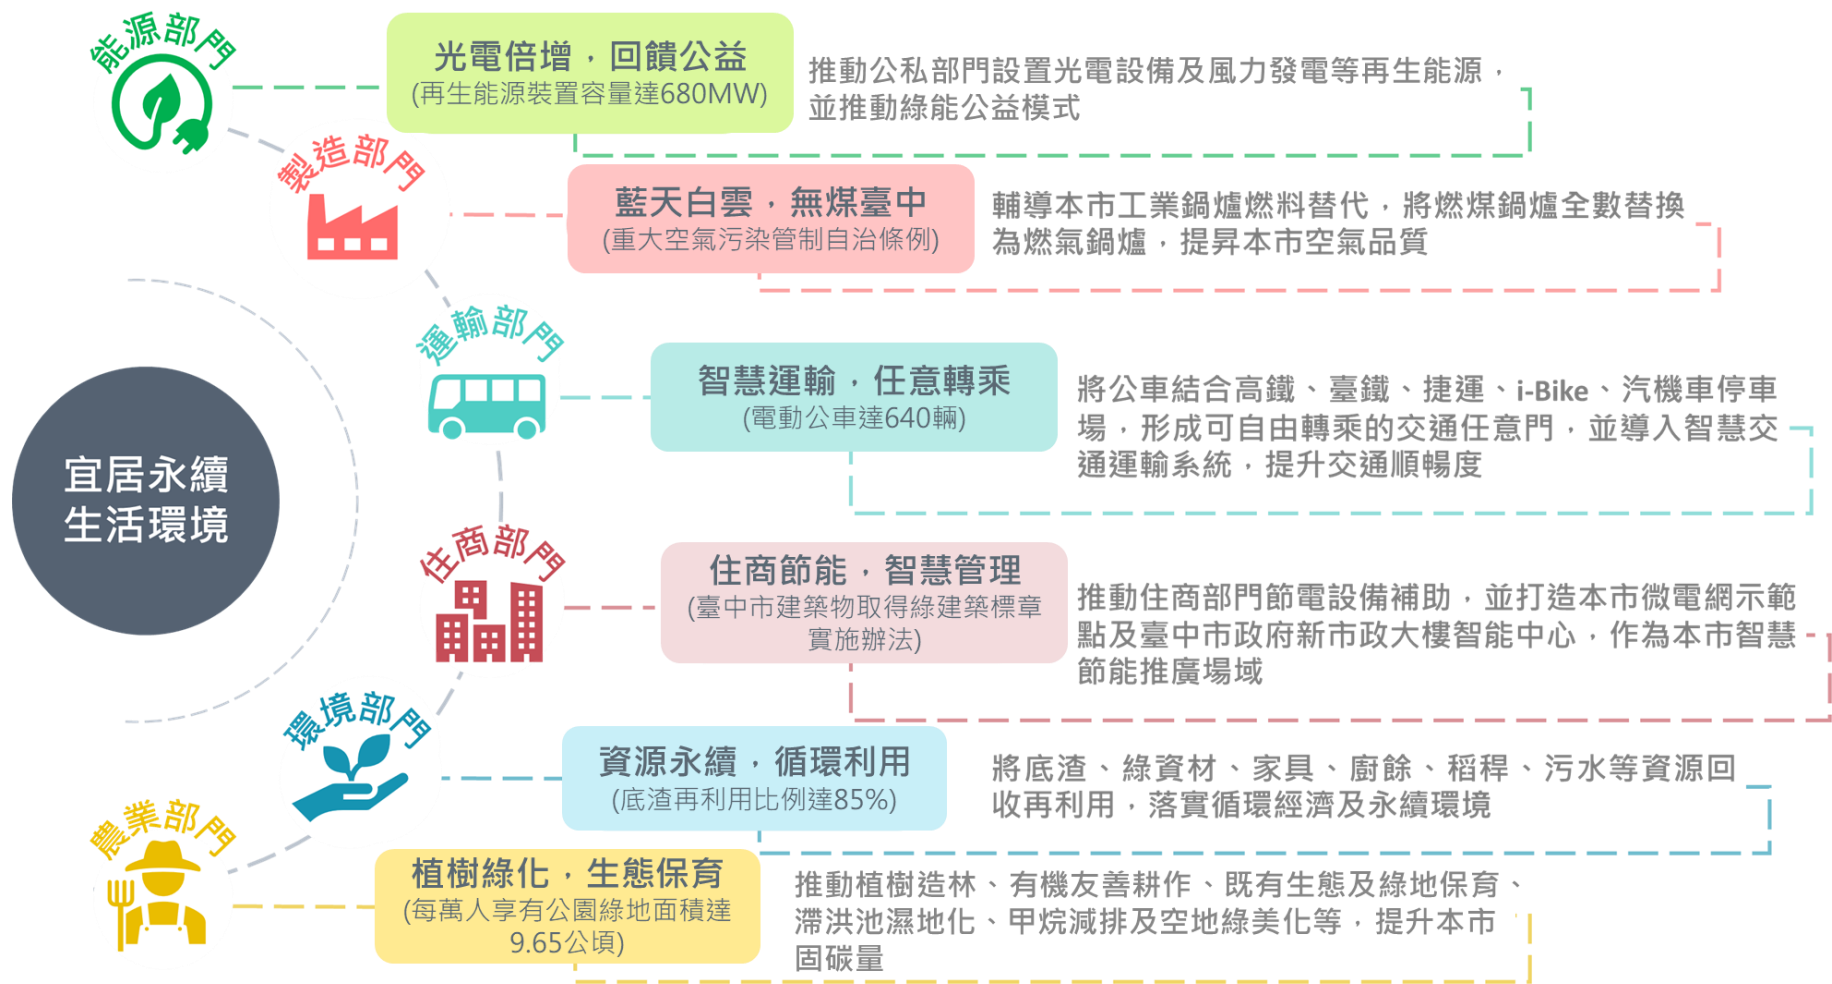 能源部門
光電倍增，回饋公益
(再生能源裝置容量達680MW)
推動公私部門設置光電設備及風力發電等再生能源，
並推動綠能公益模式
製造部門
藍天白雲，無煤臺中
(重大空氣污染管制自治條例)
輔導本市工業鍋爐燃料替代，將燃煤鍋爐全數替換
為燃氣鍋爐，提昇本市空氣品質
運輸部門
智慧運輸，任意轉乘
(電動公車達640輛)
將公車結合高鐵、臺鐵、捷運、i-Bike、汽機車停車
場，形成可自由轉乘的交通任意門，並導入智慧交
通運輸系統，提升交通順暢度
宜居永續
生活環境
住商部門
住商節能，智慧管理
(臺中市建築物取得綠建築標章
實施辦法)
推動住商部門節電設備補助，並打造本市微電網示範
點及臺中市政府新市政大樓智能中心，作為本市智慧
節能推廣場域
環境部門
資源永續，循環利用
(底渣再利用比例達85%)
將底渣、綠資材、家具、廚餘、稻稈、污水等資源回
收再利用，落實循環經濟及永續環境
農業部門
植樹綠化，生態保育
(每萬人享有公園綠地面積達
9.65公頃)
推動植樹造林、有機友善耕作、既有生態及綠地保育、
滯洪池濕地化、甲烷減排及空地綠美化等，提升本市
固碳量